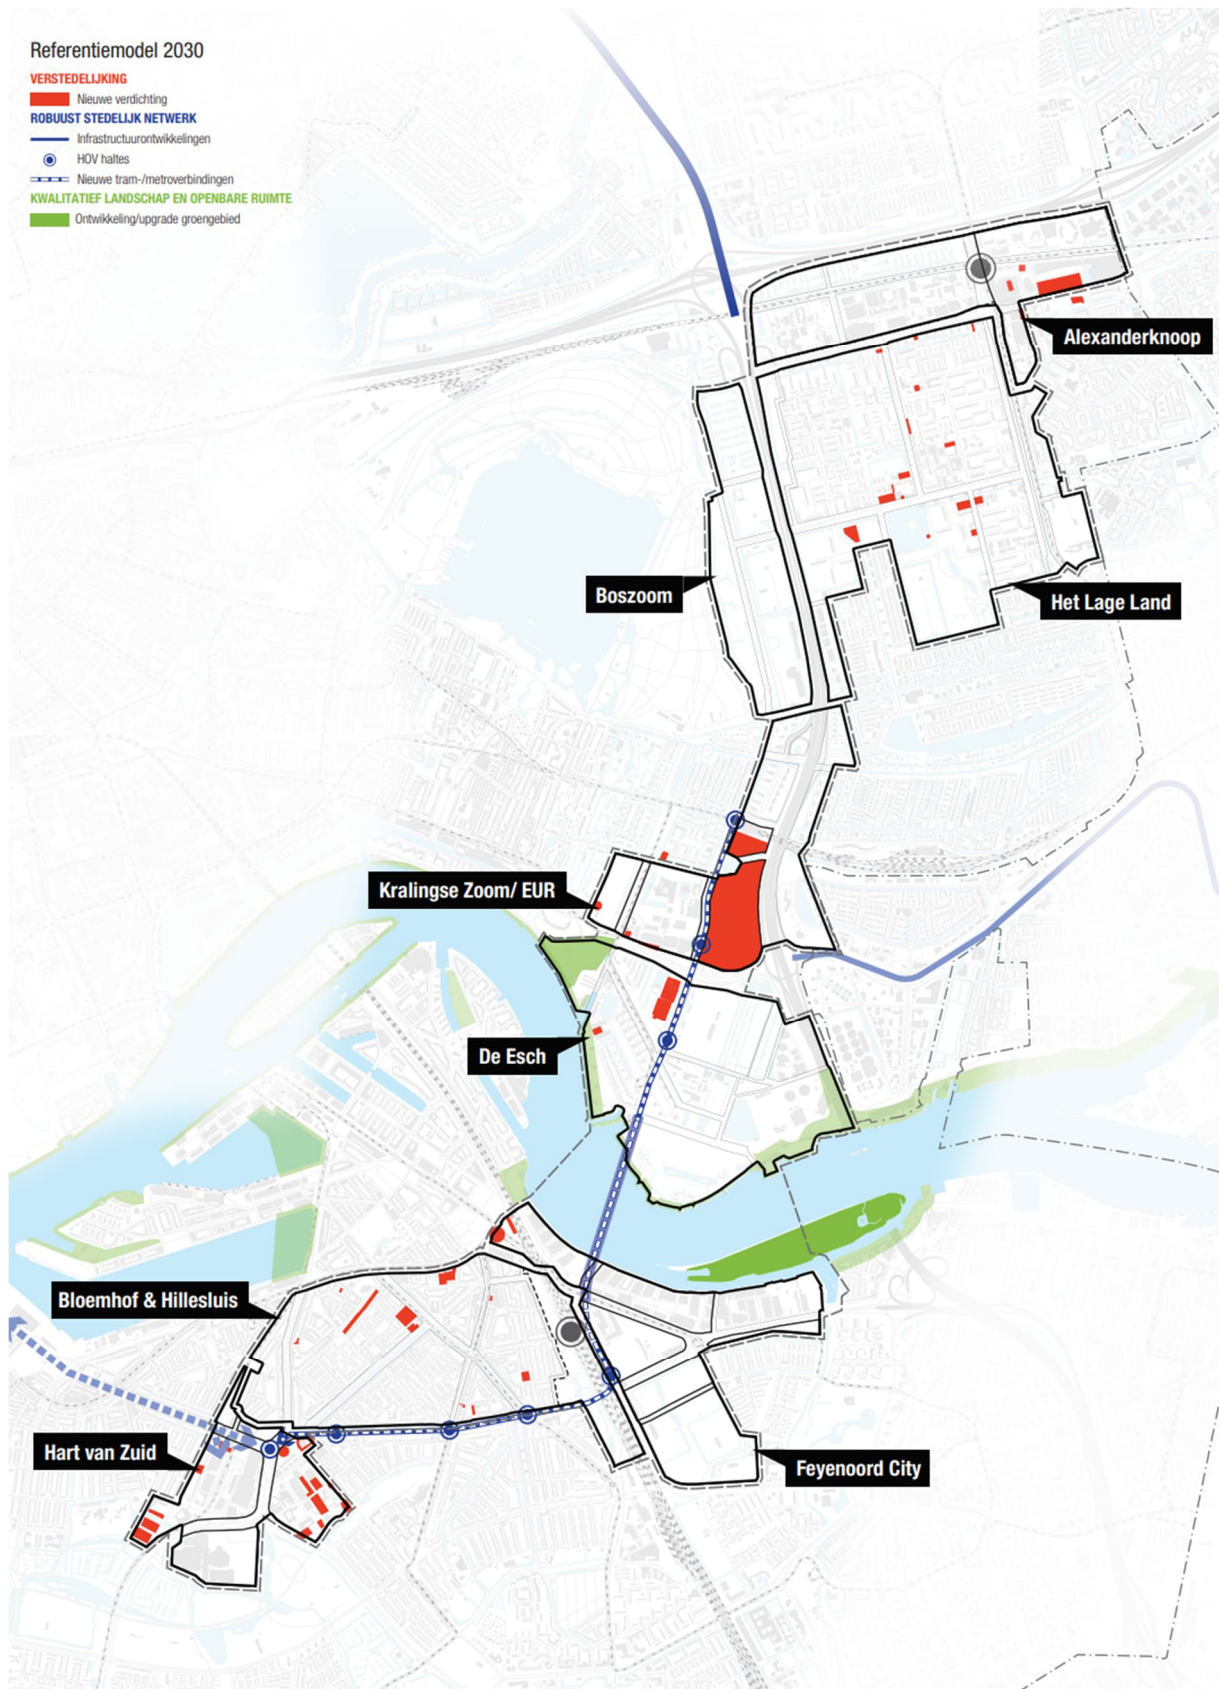 Referentiemodel 2030
VERSTEDELIJKING
Nieuwe verdichting
ROBUUST STEDELIJK NETWERK
Infrastructuurontwikkelingen
HOV haltes
Nieuwe tram-/metroverbindingen
KWALITATIEF LANDSCHAP EN OPENBARE RUIMTE
Ontwikkeling/upgrade groengebied
Alexanderknoop
Boszoom
Het Lage Land
Kralingse Zoom/ EUR
De Esch
Bloemhof & Hillesluis
Hart van Zuid
Feyenoord City